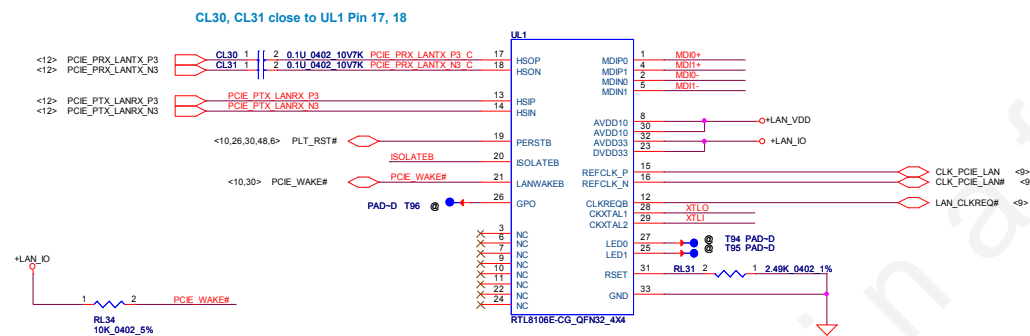 CL30, CL31 close to UL1 Pin 17, 18
UL1
<12> PCIE_PRX_LANTX_P3 CL30 1 2 0.1U_0402_10V7K PCIE_PRX_LANTX_P3_C 17 HSOP MDIP0 1 MDI0+
<12> PCIE_PRX_LANTX_N3 CL31 1 2 0.1U_0402_10V7K PCIE_PRX_LANTX_N3_C 18 HSON MDIP1 4 MDI1+
MDIN0 2 MDI0-
MDIN1 5 MDI1-
<12> PCIE_PTX_LANRX_P3 PCIE_PTX_LANRX_P3 13 HSIP
<12> PCIE_PTX_LANRX_N3 PCIE_PTX_LANRX_N3 14 HSIN
AVDD10 8 +LAN_VDD
AVDD10 30
<10,26,30,48,6> PLT_RST# 19 PERSTB AVDD33 32 +LAN_IO
DVDD33 23
ISOLATEB 20 ISOLATEB
REFCLK_P 15 CLK_PCIE_LAN <9>
<10,30> PCIE_WAKE# PCIE_WAKE# 21 LANWAKEB REFCLK_N 16 CLK_PCIE_LAN# <9
PAD~D T96 @ 26 GPO CLKREQB 12 LAN_CLKREQ# <9>
CKXTAL1 28 XTLO
CKXTAL2 29 XTLI
3 NC
6 NC LED0 27 @ T94 PAD~D
7 NC LED1 25 @ T95 PAD~D
9 NC
10 NC RSET 31 RL31 2 1 2.49K_0402_1%
11 NC
22 NC GND 33
24 NC
RTL8106E-CG_QFN32_4X4
+LAN_IO
1 2 PCIE_WAKE#
RL34
10K_0402_5%